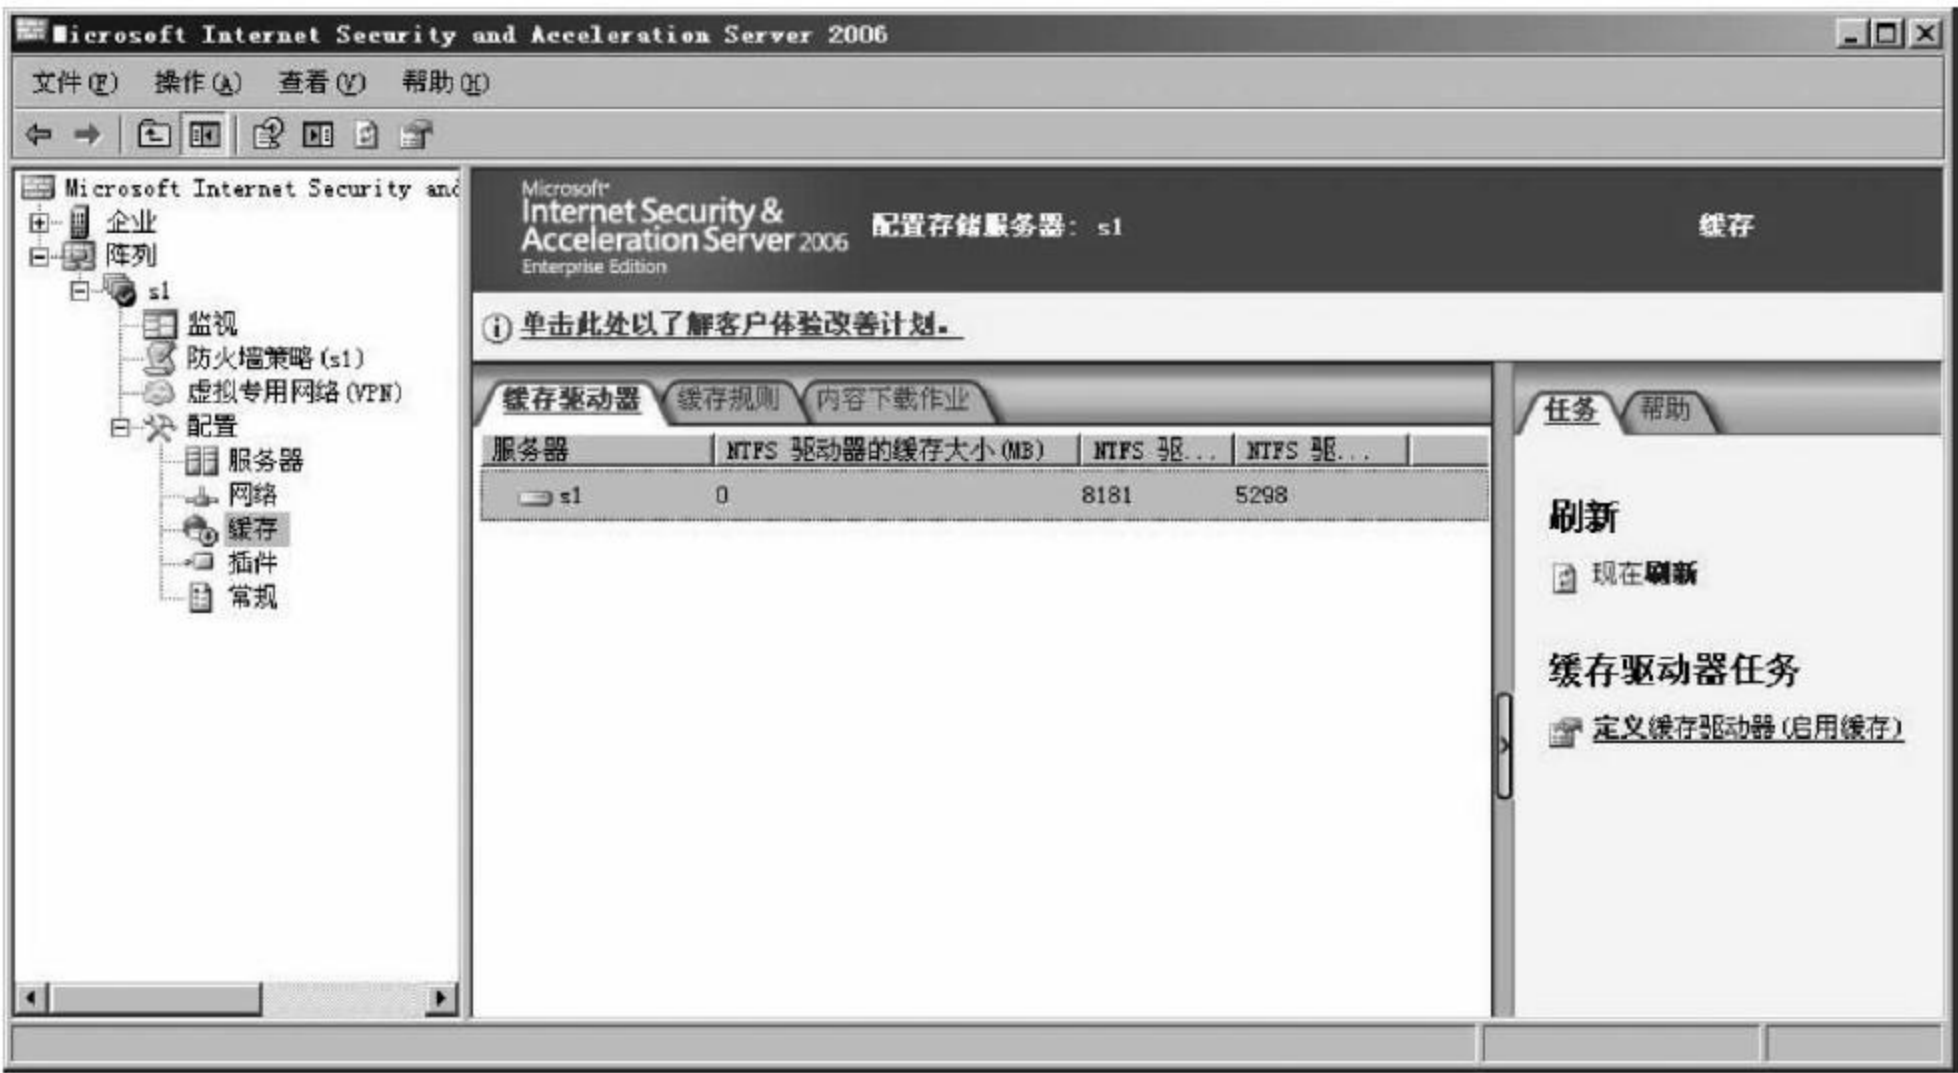 Microsoft Internet Security and Acceleration Server 2006
文件(F) 操作(A) 查看(V) 帮助(H)
Microsoft Internet Security and
企业
阵列
s1
监视
防火墙策略(s1)
虚拟专用网络(VPN)
配置
服务器
网络
缓存
插件
常规
Microsoft
Internet Security &
Acceleration Server 2006
Enterprise Edition
配置存储服务器: s1
缓存
单击此处以了解客户体验改善计划。
缓存驱动器 缓存规则 内容下载作业
服务器 NTFS 驱动器的缓存大小(MB) NTFS 驱... NTFS 驱...
s1 0 8181 5298
任务 帮助
刷新
现在刷新
缓存驱动器任务
定义缓存驱动器(启用缓存)